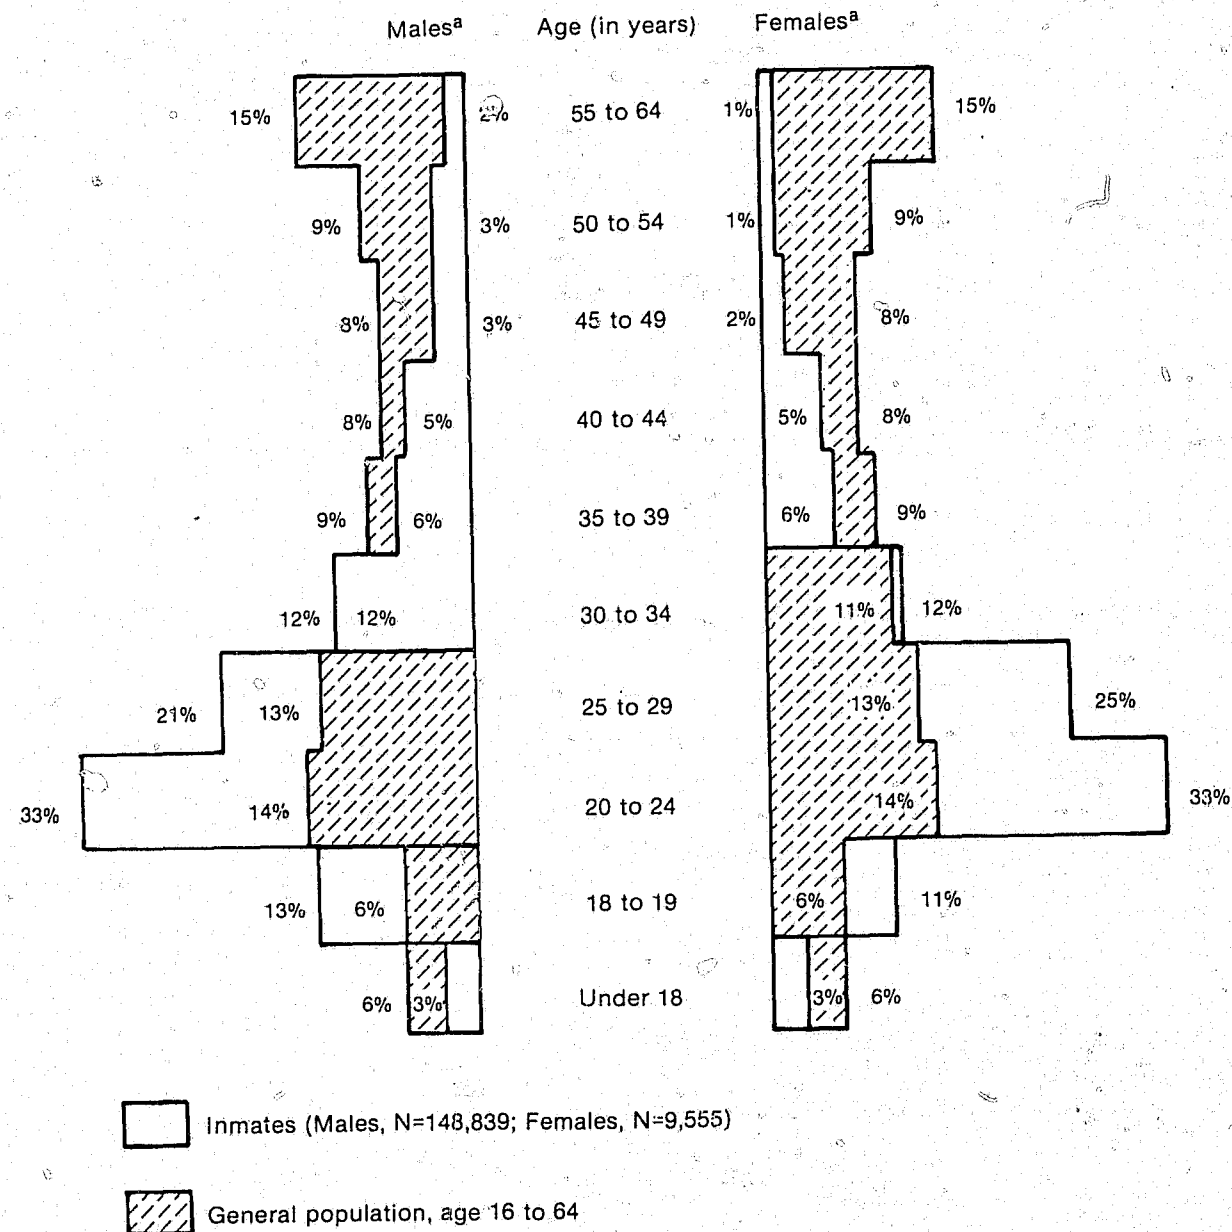 Malesᵃ Age (in years) Femalesᵃ
15% 2% 55 to 64 1% 15%
9% 3% 50 to 54 1% 9%
8% 3% 45 to 49 2% 8%
8% 5% 40 to 44 5% 8%
9% 6% 35 to 39 6% 9%
12% 12% 30 to 34 11% 12%
21% 13% 25 to 29 13% 25%
33% 14% 20 to 24 14% 33%
13% 6% 18 to 19 6% 11%
6% 3% Under 18 3% 6%
Inmates (Males, N=148,839; Females, N=9,555)
General population, age 16 to 64